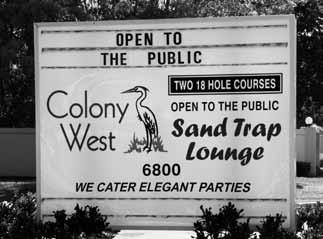 OPEN TO
THE PUBLIC
Colony
West
TWO 18 HOLE COURSES
OPEN TO THE PUBLIC
Sand Trap
Lounge
6800
WE CATER ELEGANT PARTIES